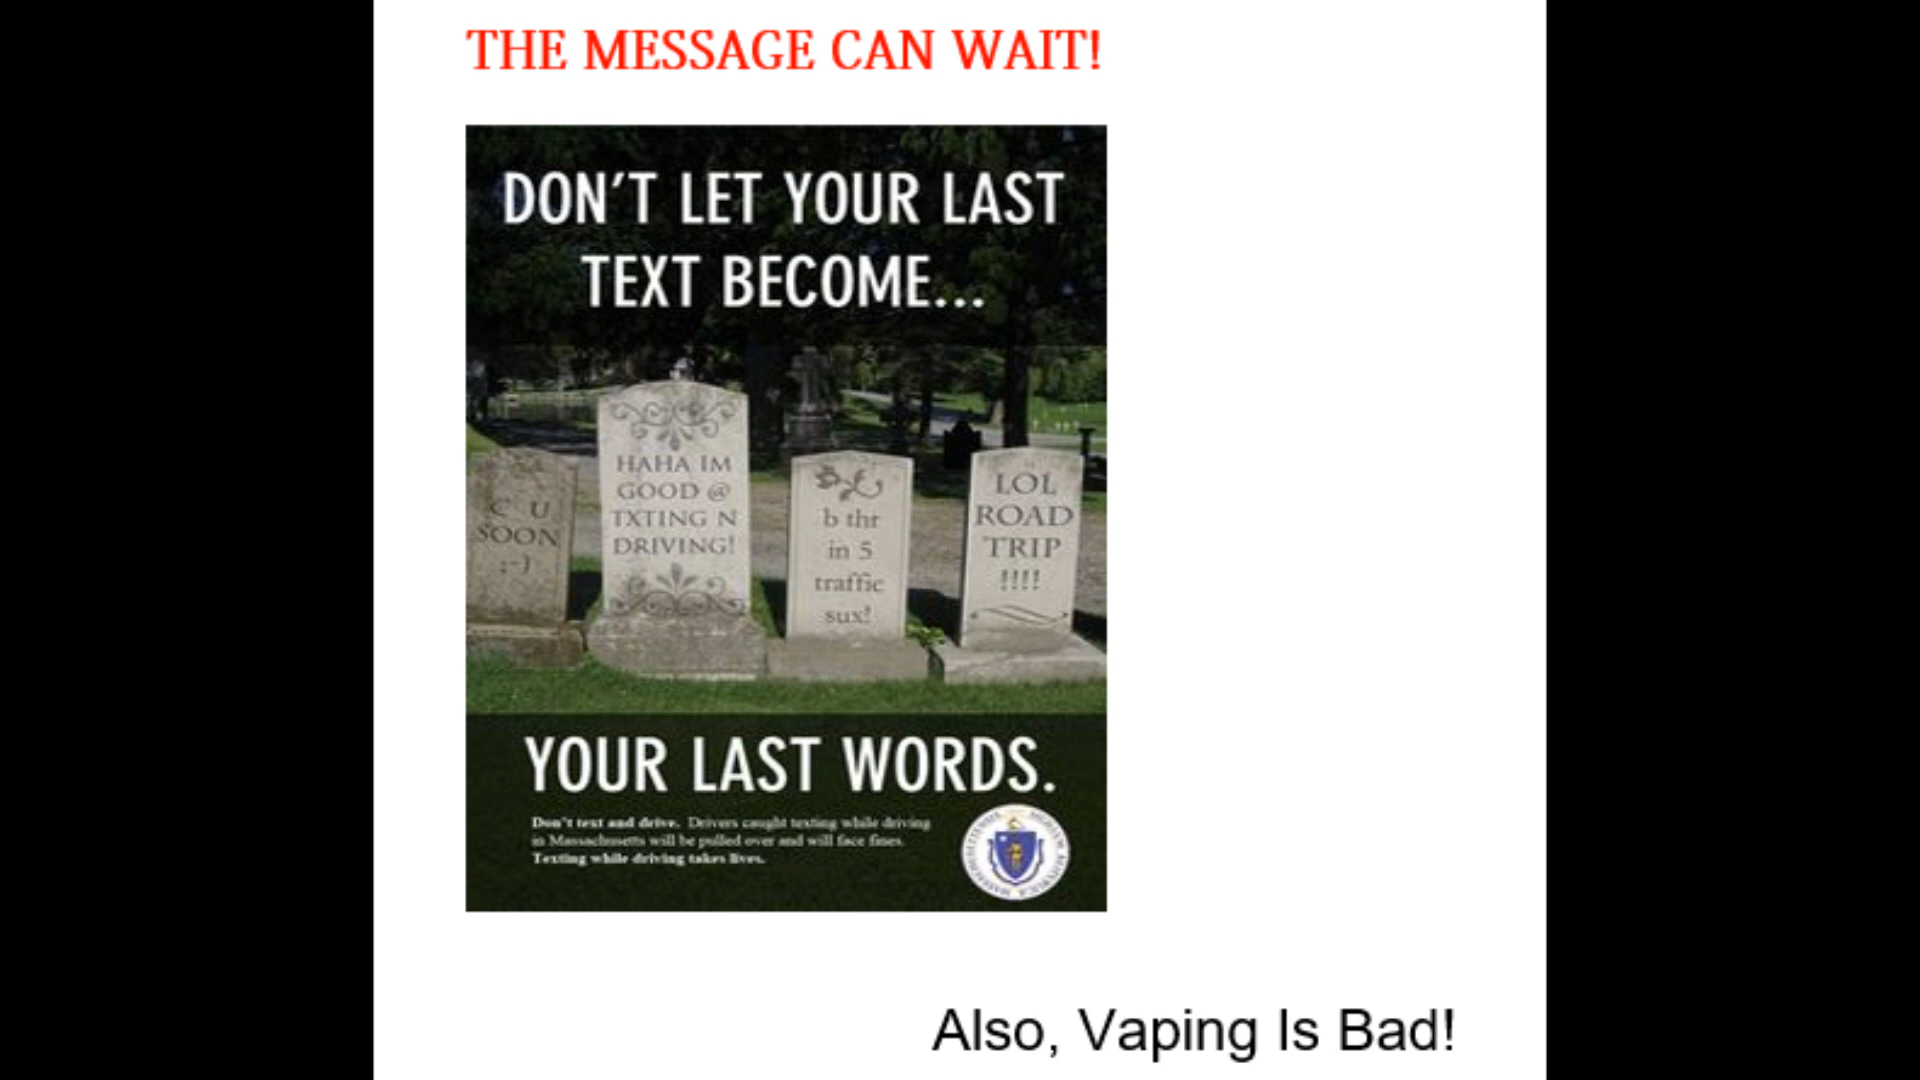 THE MESSAGE CAN WAIT!
DON'T LET YOUR LAST
TEXT BECOME...
C U
SOON
;-)
HAHA IM
GOOD @
TXTING N
DRIVING!
b thr
in 5
traffic
sux!
LOL
ROAD
TRIP
!!!!
YOUR LAST WORDS.
Don't text and drive. Drivers caught texting while driving
in Massachusetts will be pulled over and will face fines.
Texting while driving takes lives.
Also, Vaping Is Bad!